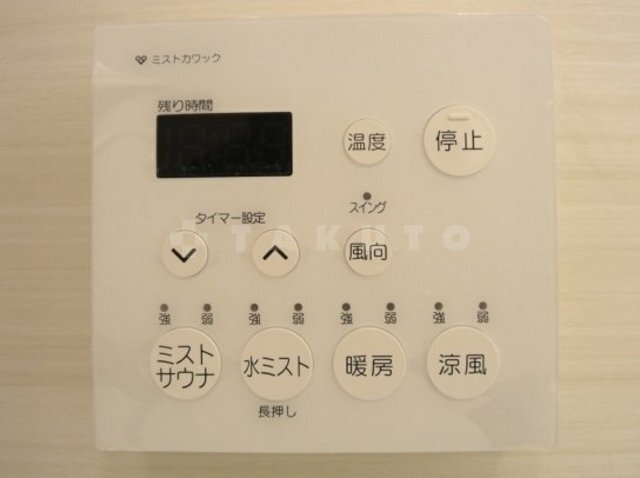 ミストカワック
残り時間
温度
停止
タイマー設定
スイング
風向
TAKUTO
強 弱 強 弱 強 弱 強 弱
ミスト
サウナ
水ミスト
暖房
涼風
長押し